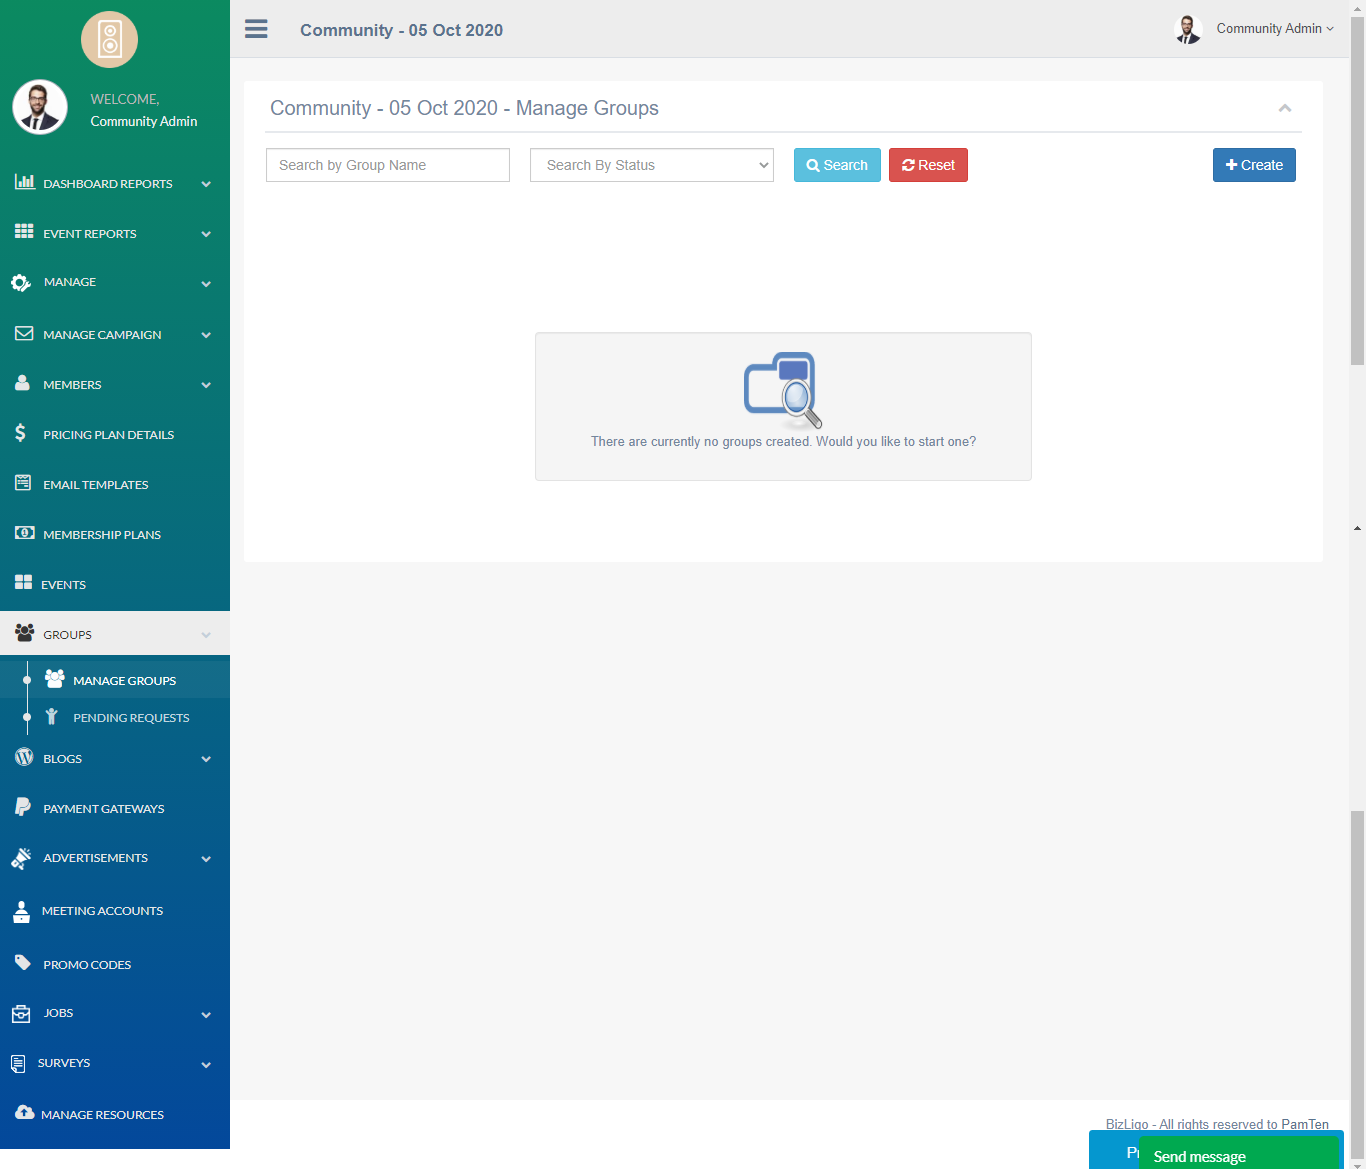 Community - 05 Oct 2020
Community Admin
WELCOME,
Community Admin
DASHBOARD REPORTS
EVENT REPORTS
MANAGE
MANAGE CAMPAIGN
MEMBERS
PRICING PLAN DETAILS
EMAIL TEMPLATES
MEMBERSHIP PLANS
EVENTS
GROUPS
MANAGE GROUPS
PENDING REQUESTS
BLOGS
PAYMENT GATEWAYS
ADVERTISEMENTS
MEETING ACCOUNTS
PROMO CODES
JOBS
SURVEYS
MANAGE RESOURCES
Community - 05 Oct 2020 - Manage Groups
Search by Group Name
Search By Status
Search
Reset
Create
There are currently no groups created. Would you like to start one?
BizLigo - All rights reserved to PamTen
Send message